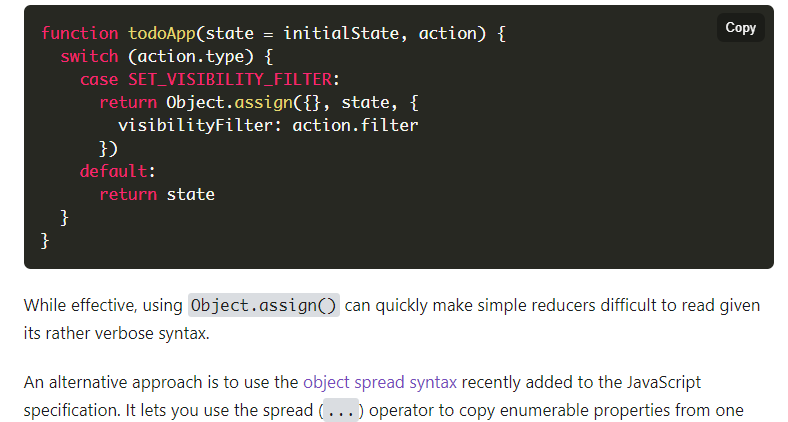 Copy
function todoApp(state = initialState, action) {
  switch (action.type) {
    case SET_VISIBILITY_FILTER:
      return Object.assign({}, state, {
        visibilityFilter: action.filter
      })
    default:
      return state
  }
}
While effective, using Object.assign() can quickly make simple reducers difficult to read given
its rather verbose syntax.
An alternative approach is to use the object spread syntax recently added to the JavaScript
specification. It lets you use the spread (...) operator to copy enumerable properties from one